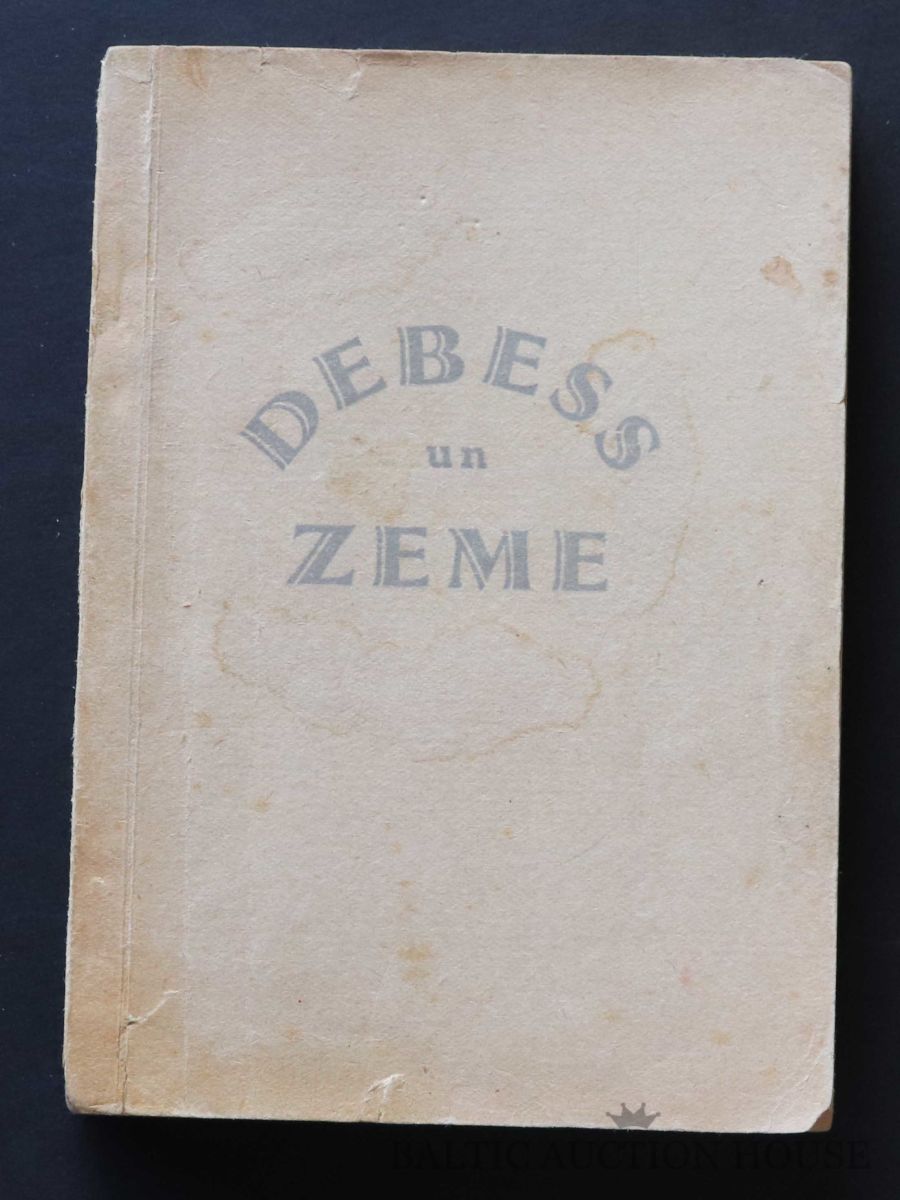 DEBESS
un
ZEME
BALTIC AUCTION HOUSE